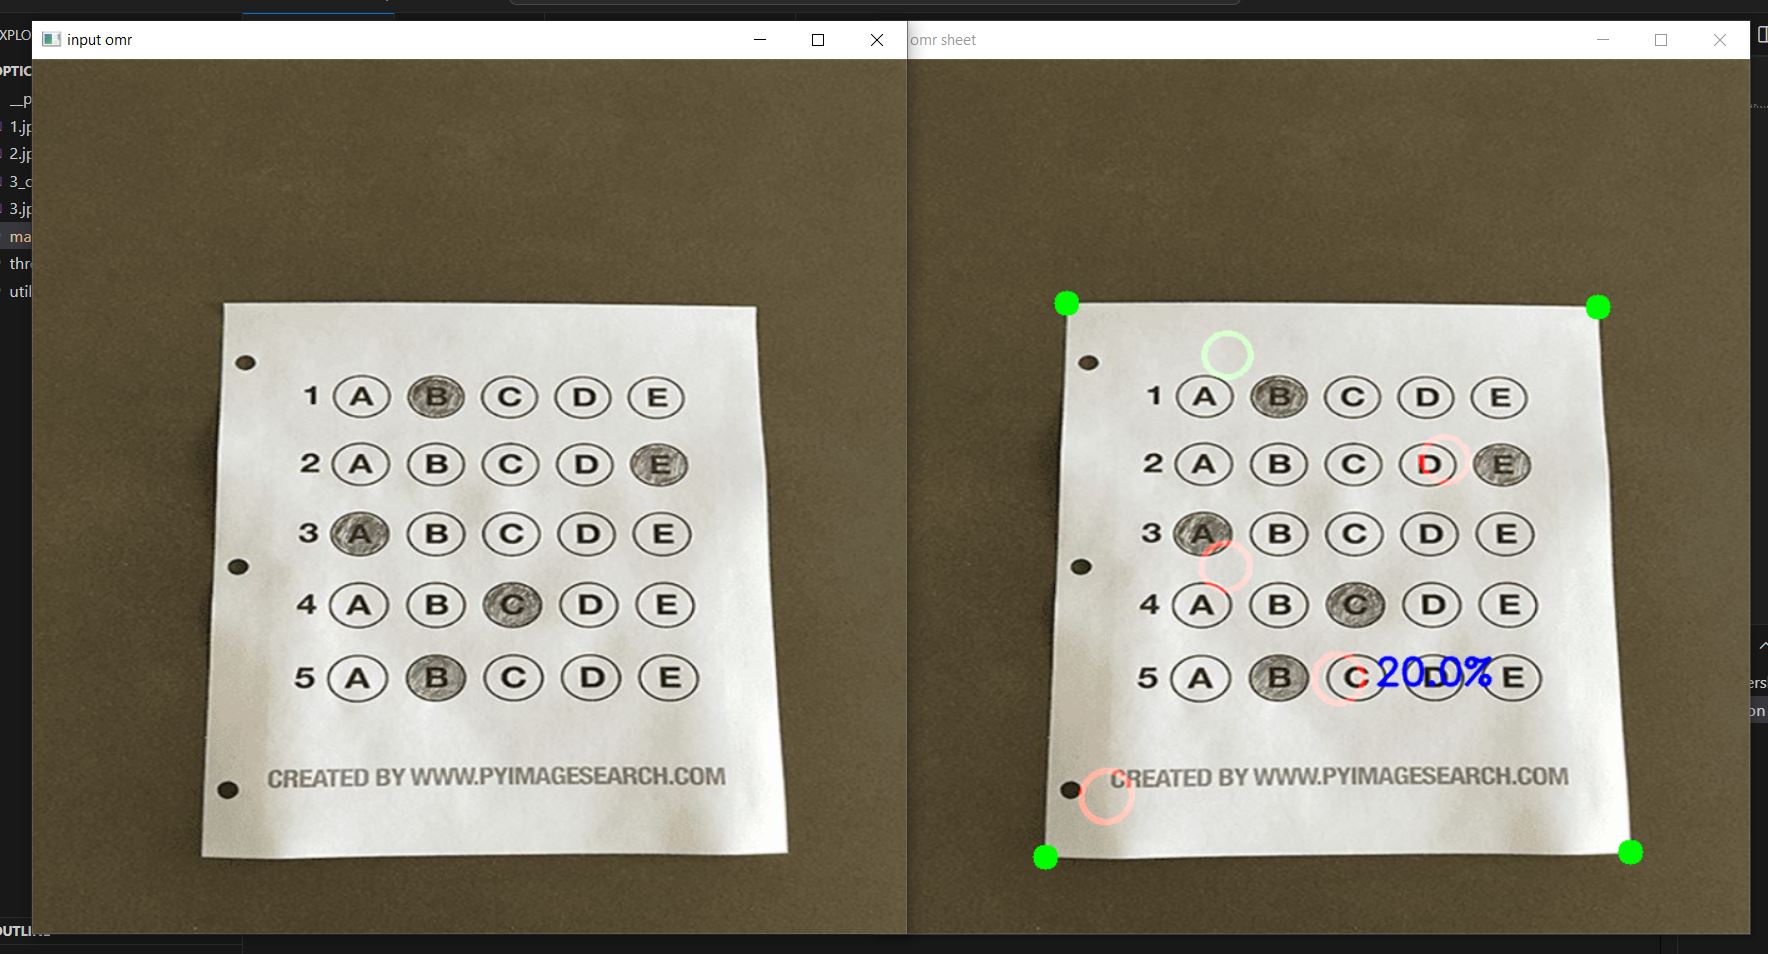 input omr
omr sheet
XPLO
OPTIC
__p
1.jp
2.jp
3_c
3.jp
ma
thre
util
OUTLINE
1 A B C D E
2 A B C D E
3 A B C D E
4 A B C D E
5 A B C D E
CREATED BY WWW.PYIMAGESEARCH.COM
1 A B C D E
2 A B C D E
3 A B C D E
4 A B C D E
5 A B C D E
20.0%
CREATED BY WWW.PYIMAGESEARCH.COM
ers
on